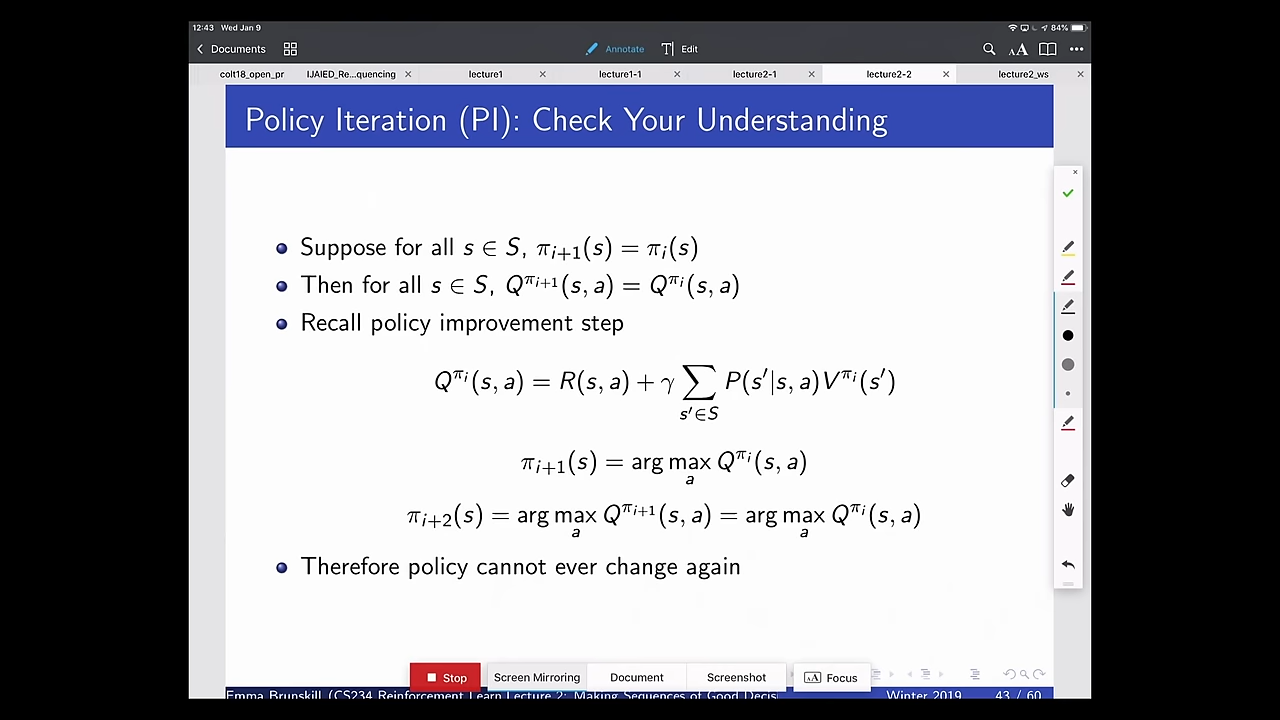 12:43 Wed Jan 9
84%
Documents
Annotate
Edit
AA
colt18_open_pr
IJAIED_Re...quencing
lecture1
lecture1-1
lecture2-1
lecture2-2
lecture2_ws
Policy Iteration (PI): Check Your Understanding
Suppose for all s ∈ S, π_{i+1}(s) = π_i(s)
Then for all s ∈ S, Q^{π_{i+1}}(s, a) = Q^{π_i}(s, a)
Recall policy improvement step
Q^{π_i}(s, a) = R(s, a) + γ ∑_{s′∈S} P(s′|s, a)V^{π_i}(s′)
π_{i+1}(s) = arg max_a Q^{π_i}(s, a)
π_{i+2}(s) = arg max_a Q^{π_{i+1}}(s, a) = arg max_a Q^{π_i}(s, a)
Therefore policy cannot ever change again
Stop
Screen Mirroring
Document
Screenshot
AA Focus
Emma Brunskill (CS234 Reinforcement Learn Lecture 2: Making Sequences of Good Decis
Winter 2019
43 / 60